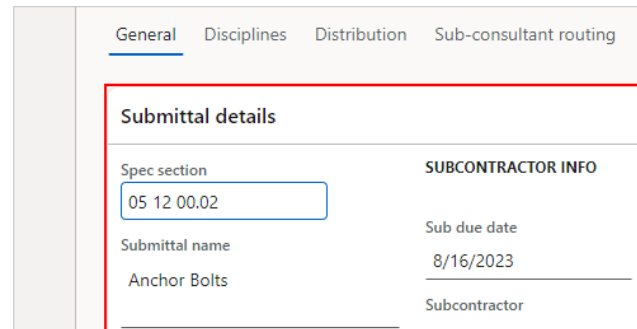 General Disciplines Distribution Sub-consultant routing
Submittal details
Spec section
05 12 00.02
Submittal name
Anchor Bolts
SUBCONTRACTOR INFO
Sub due date
8/16/2023
Subcontractor